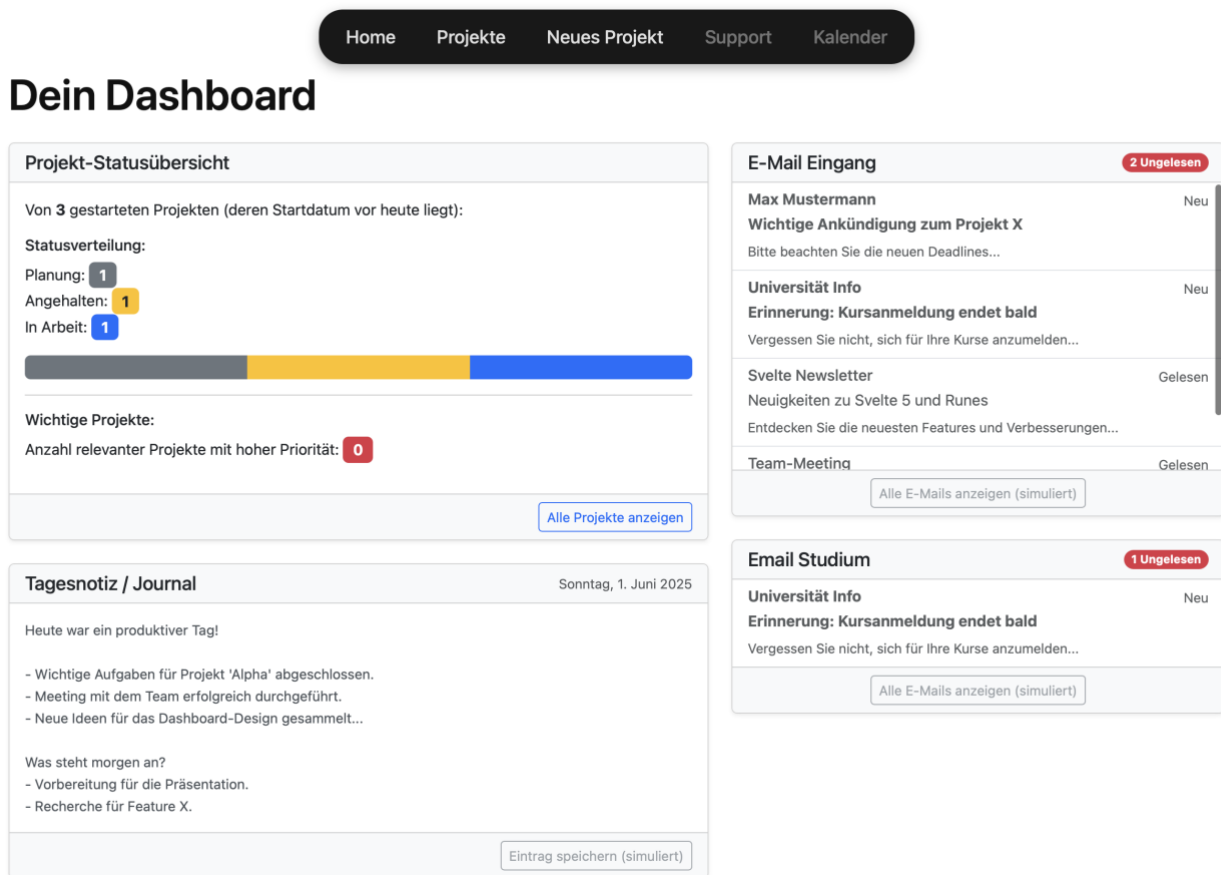 Home Projekte Neues Projekt Support Kalender
Dein Dashboard
Projekt-Statusübersicht
Von 3 gestarteten Projekten (deren Startdatum vor heute liegt):
Statusverteilung:
Planung: 1
Angehalten: 1
In Arbeit: 1
Wichtige Projekte:
Anzahl relevanter Projekte mit hoher Priorität: 0
Alle Projekte anzeigen
Tagesnotiz / Journal Sonntag, 1. Juni 2025
Heute war ein produktiver Tag!
- Wichtige Aufgaben für Projekt 'Alpha' abgeschlossen.
- Meeting mit dem Team erfolgreich durchgeführt.
- Neue Ideen für das Dashboard-Design gesammelt...
Was steht morgen an?
- Vorbereitung für die Präsentation.
- Recherche für Feature X.
Eintrag speichern (simuliert)
E-Mail Eingang 2 Ungelesen
Max Mustermann Neu
Wichtige Ankündigung zum Projekt X
Bitte beachten Sie die neuen Deadlines...
Universität Info Neu
Erinnerung: Kursanmeldung endet bald
Vergessen Sie nicht, sich für Ihre Kurse anzumelden...
Svelte Newsletter Gelesen
Neuigkeiten zu Svelte 5 und Runes
Entdecken Sie die neuesten Features und Verbesserungen...
Team-Meeting Gelesen
Alle E-Mails anzeigen (simuliert)
Email Studium 1 Ungelesen
Universität Info Neu
Erinnerung: Kursanmeldung endet bald
Vergessen Sie nicht, sich für Ihre Kurse anzumelden...
Alle E-Mails anzeigen (simuliert)